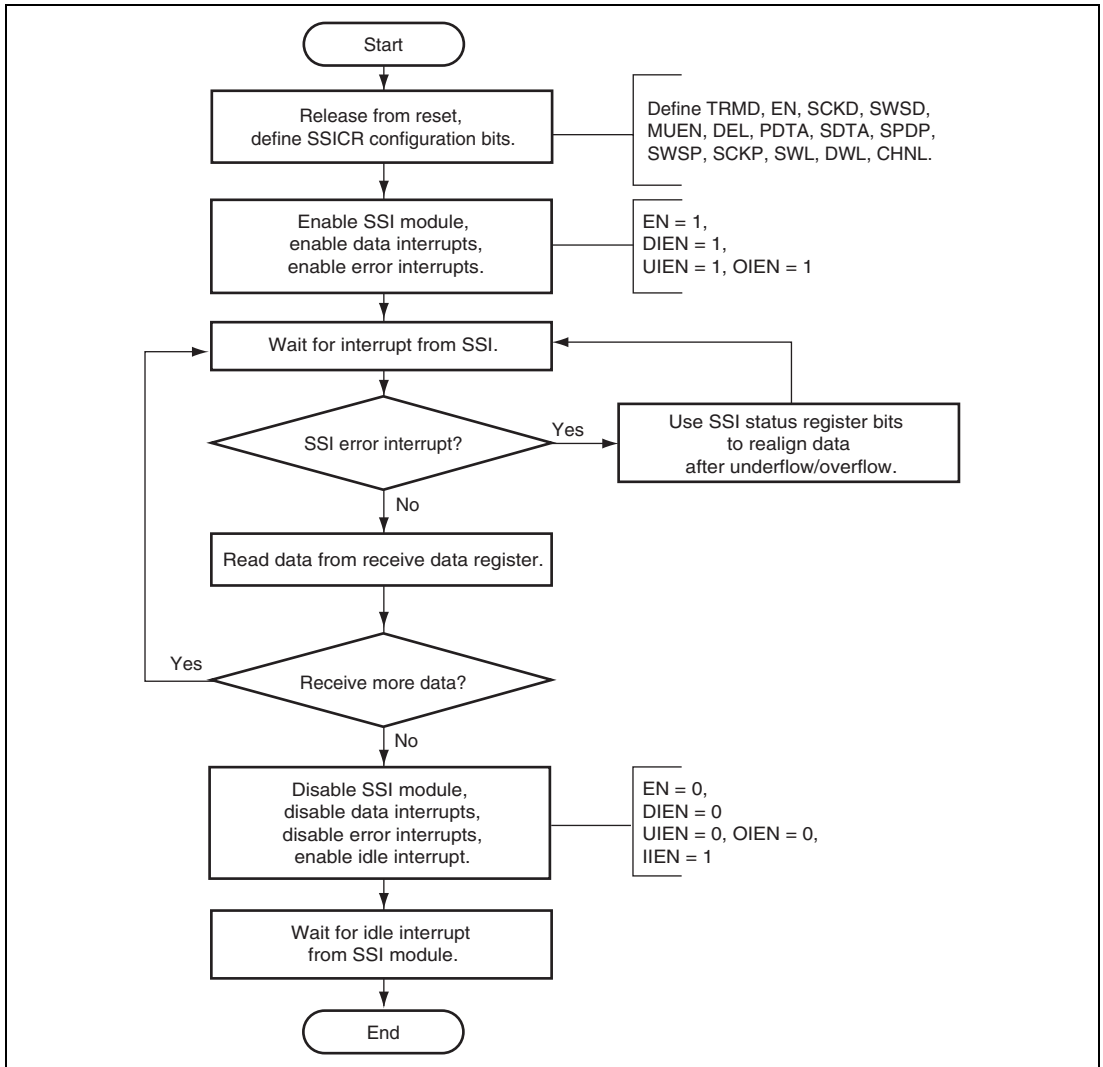 Start
Release from reset,
define SSICR configuration bits.
Define TRMD, EN, SCKD, SWSD,
MUEN, DEL, PDTA, SDTA, SPDP,
SWSP, SCKP, SWL, DWL, CHNL.
Enable SSI module,
enable data interrupts,
enable error interrupts.
EN = 1,
DIEN = 1,
UIEN = 1, OIEN = 1
Wait for interrupt from SSI.
SSI error interrupt?
Yes
Use SSI status register bits
to realign data
after underflow/overflow.
No
Read data from receive data register.
Yes
Receive more data?
No
Disable SSI module,
disable data interrupts,
disable error interrupts,
enable idle interrupt.
EN = 0,
DIEN = 0
UIEN = 0, OIEN = 0,
IIEN = 1
Wait for idle interrupt
from SSI module.
End